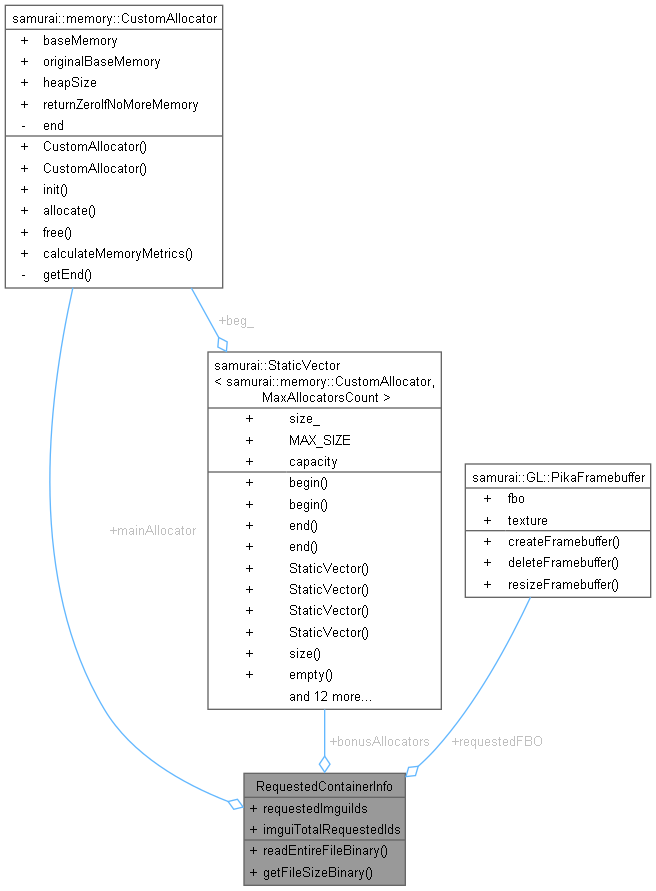 samurai::memory::CustomAllocator
+ baseMemory
+ originalBaseMemory
+ heapSize
+ returnZeroIfNoMoreMemory
- end
+ CustomAllocator()
+ CustomAllocator()
+ init()
+ allocate()
+ free()
+ calculateMemoryMetrics()
- getEnd()
+beg_
samurai::StaticVector
< samurai::memory::CustomAllocator,
MaxAllocatorsCount >
+ size_
+ MAX_SIZE
+ capacity
+ begin()
+ begin()
+ end()
+ end()
+ StaticVector()
+ StaticVector()
+ StaticVector()
+ StaticVector()
+ size()
+ empty()
and 12 more...
samurai::GL::PikaFramebuffer
+ fbo
+ texture
+ createFramebuffer()
+ deleteFramebuffer()
+ resizeFramebuffer()
+mainAllocator
+bonusAllocators
+requestedFBO
RequestedContainerInfo
+ requestedImguiIds
+ imguiTotalRequestedIds
+ readEntireFileBinary()
+ getFileSizeBinary()